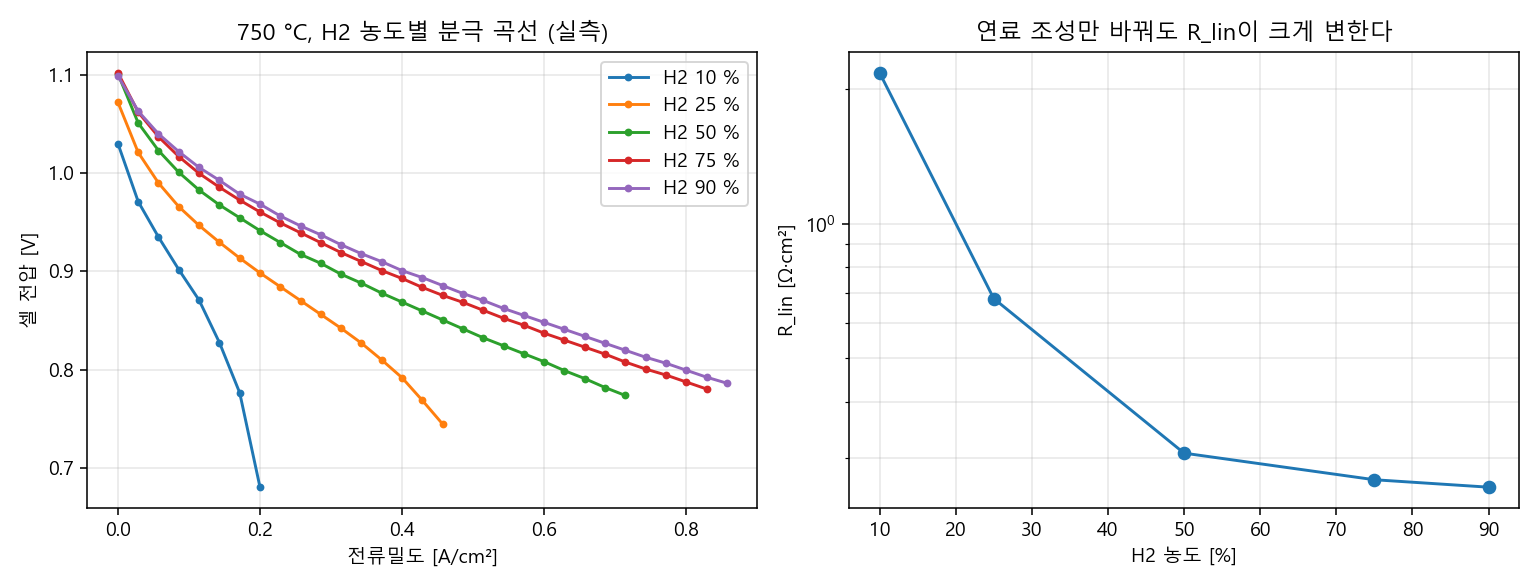 750 °C, H2 농도별 분극 곡선 (실측)
셀 전압 [V]
1.1
1.0
0.9
0.8
0.7
H2 10 %
H2 25 %
H2 50 %
H2 75 %
H2 90 %
0.0 0.2 0.4 0.6 0.8
전류밀도 [A/cm²]
연료 조성만 바꿔도 R_lin이 크게 변한다
R_lin [Ω·cm²]
10⁰
10 20 30 40 50 60 70 80 90
H2 농도 [%]